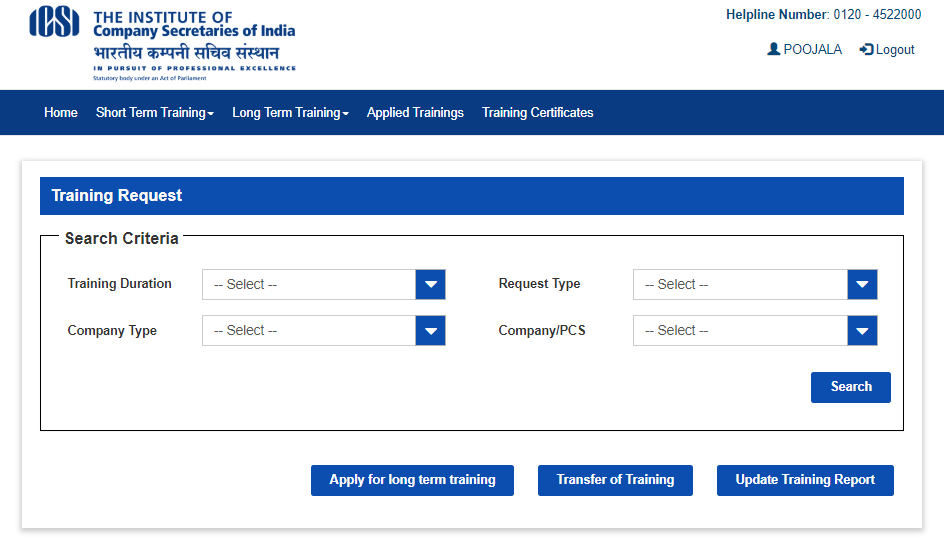 ICSI
THE INSTITUTE OF
Company Secretaries of India
भारतीय कम्पनी सचिव संस्थान
IN PURSUIT OF PROFESSIONAL EXCELLENCE
Statutory body under an Act of Parliament
Helpline Number: 0120 - 4522000
POOJALA Logout
Home Short Term Training Long Term Training Applied Trainings Training Certificates
Training Request
Search Criteria
Training Duration -- Select -- Request Type -- Select --
Company Type -- Select -- Company/PCS -- Select --
Search
Apply for long term training Transfer of Training Update Training Report